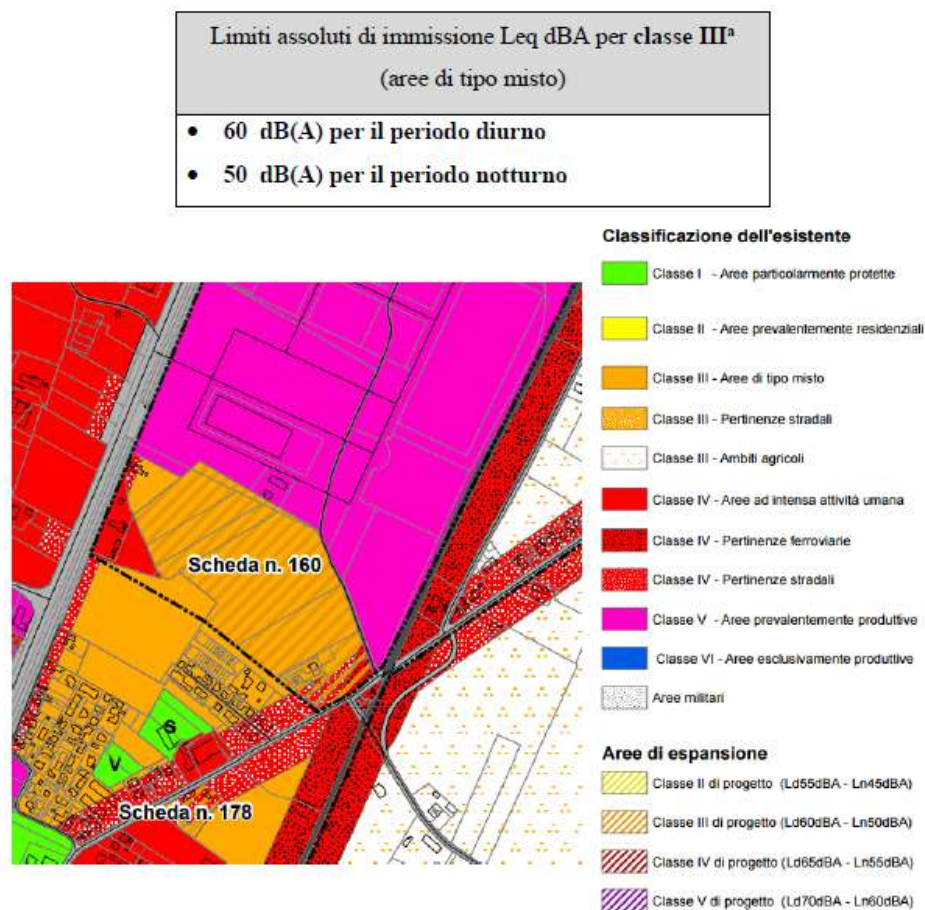 Limiti assoluti di immissione Leq dBA per classe IIIª
(aree di tipo misto)
• 60 dB(A) per il periodo diurno
• 50 dB(A) per il periodo notturno
Classificazione dell'esistente
Classe I - Aree particolarmente protette
Classe II - Aree prevalentemente residenziali
Classe III - Aree di tipo misto
Classe III - Pertinenze stradali
Classe III - Ambiti agricoli
Classe IV - Aree ad intensa attività umana
Classe IV - Pertinenze ferroviarie
Classe IV - Pertinenze stradali
Classe V - Aree prevalentemente produttive
Classe VI - Aree esclusivamente produttive
Aree militari
Aree di espansione
Classe II di progetto (Ld55dBA - Ln45dBA)
Classe III di progetto (Ld60dBA - Ln50dBA)
Classe IV di progetto (Ld65dBA - Ln55dBA)
Classe V di progetto (Ld70dBA - Ln60dBA)
Scheda n. 160
S
V
Scheda n. 178